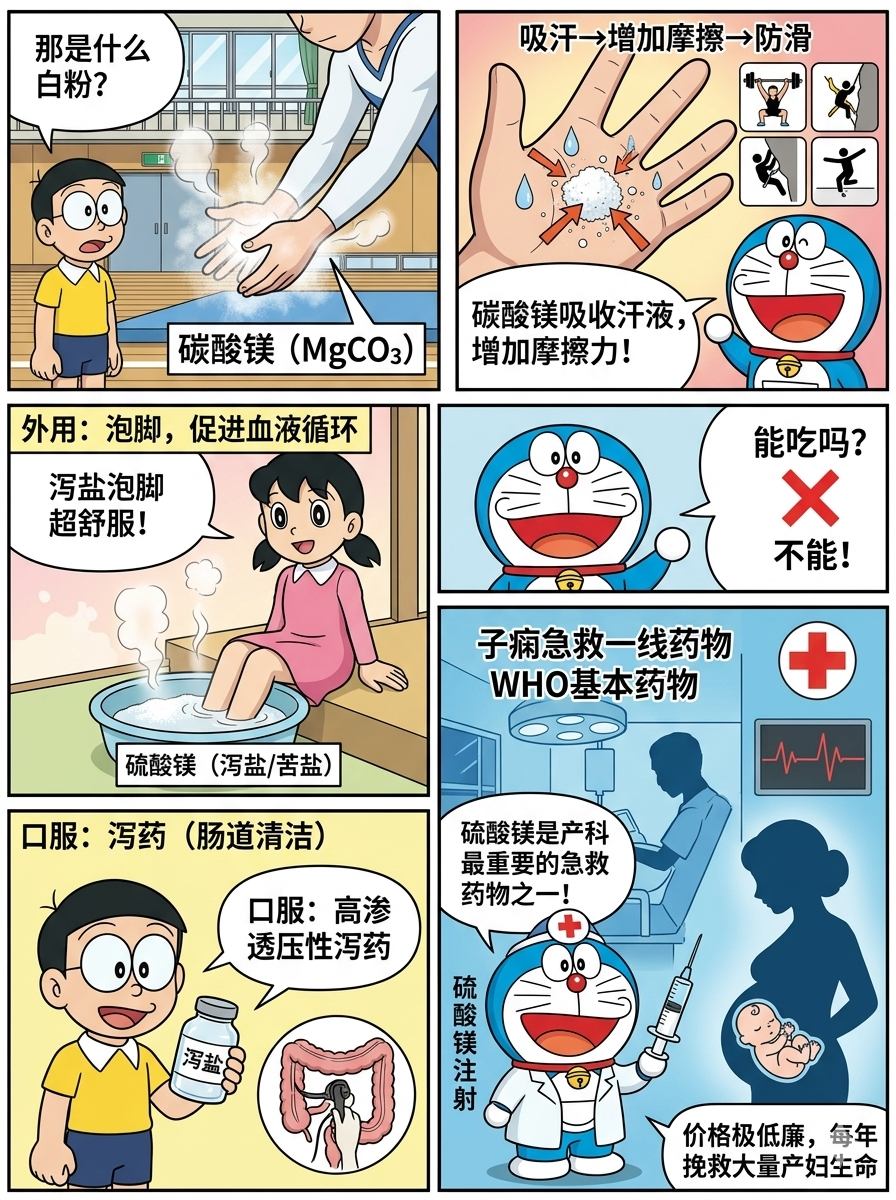 那是什么
白粉？
碳酸镁（MgCO₃）
吸汗→增加摩擦→防滑
碳酸镁吸收汗液，
增加摩擦力！
外用：泡脚，促进血液循环
泻盐泡脚
超舒服！
硫酸镁（泻盐/苦盐）
能吃吗？
不能！
口服：泻药（肠道清洁）
口服：高渗
透压性泻药
泻盐
子痫急救一线药物
WHO基本药物
硫酸镁是产科
最重要的急救
药物之一！
硫酸镁注射
价格极低廉，每年
挽救大量产妇生命